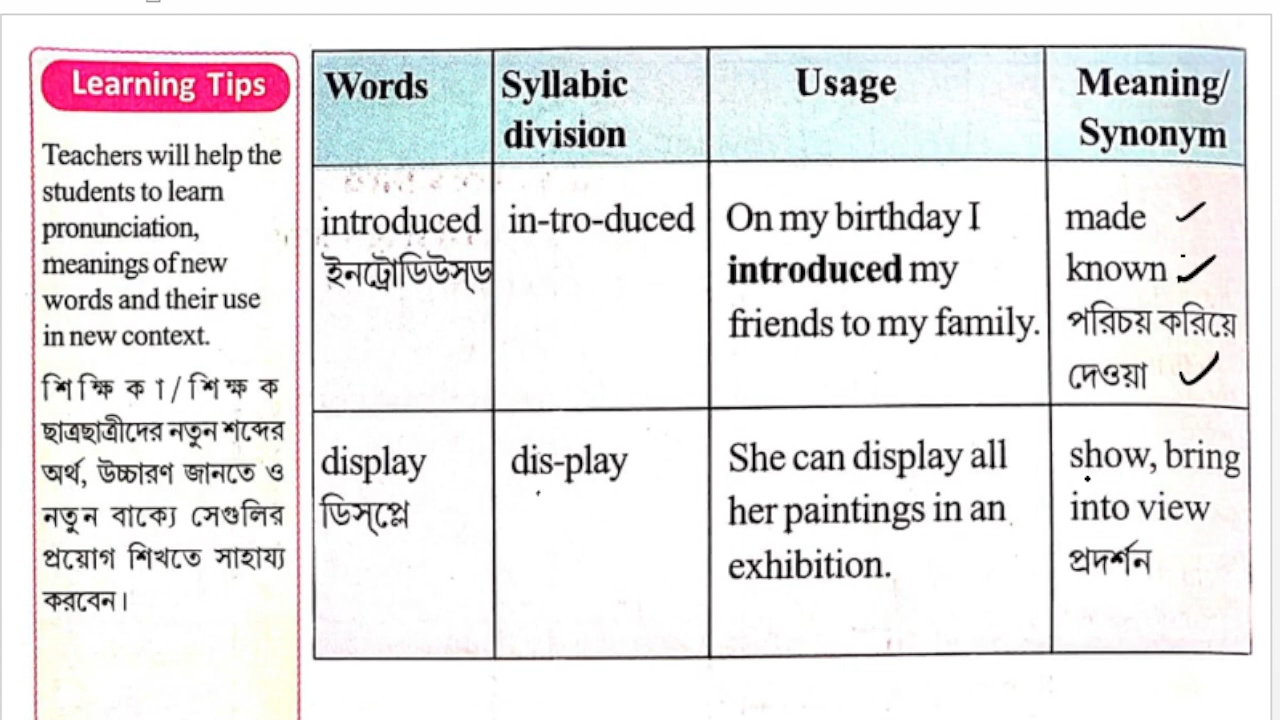 Learning Tips
Teachers will help the
students to learn
pronunciation,
meanings of new
words and their use
in new context.
শিক্ষিকা/শিক্ষক
ছাত্রছাত্রীদের নতুন শব্দের
অর্থ, উচ্চারণ জানতে ও
নতুন বাক্যে সেগুলির
প্রয়োগ শিখতে সাহায্য
করবেন।
Words
Syllabic
division
Usage
Meaning/
Synonym
introduced
ইনট্রোডিউস্‌ড
in-tro-duced
On my birthday I
introduced my
friends to my family.
made
known
পরিচয় করিয়ে
দেওয়া
display
ডিস্‌প্লে
dis-play
She can display all
her paintings in an
exhibition.
show, bring
into view
প্রদর্শন